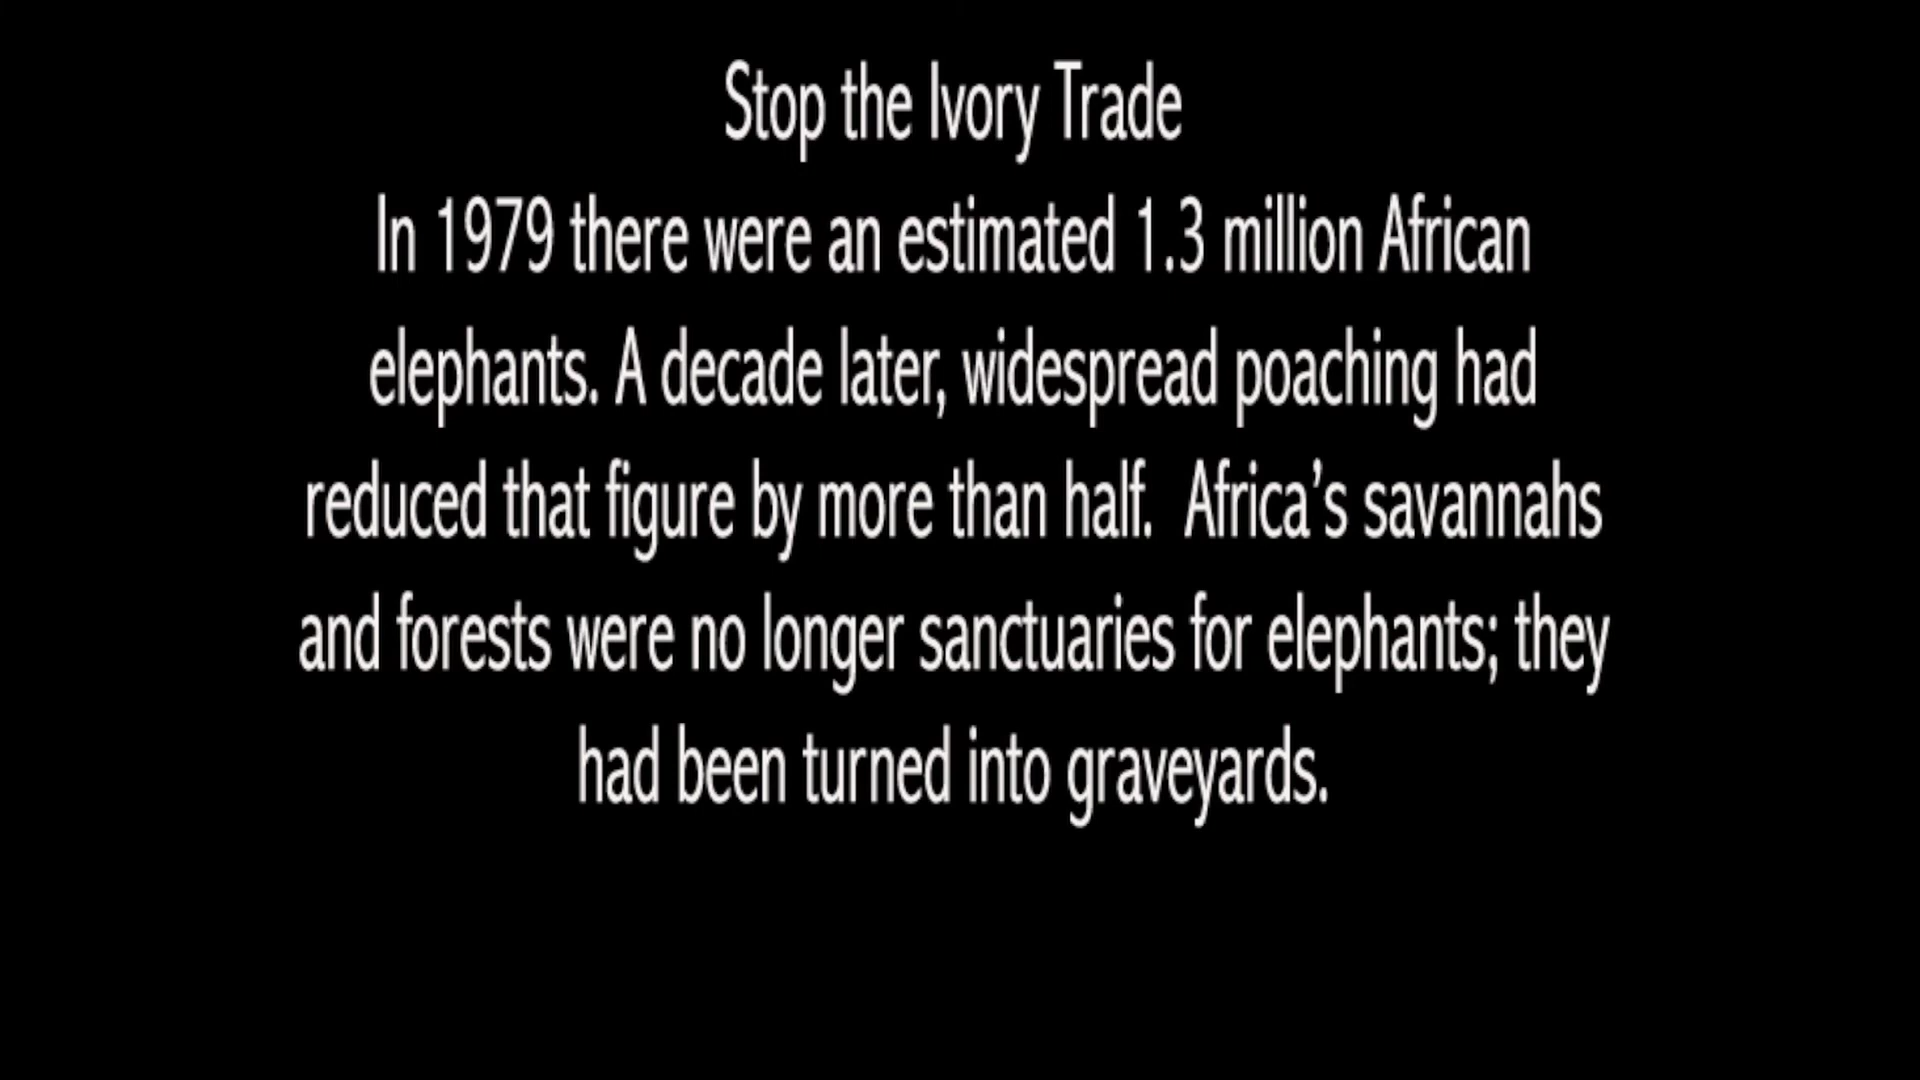 Stop the Ivory Trade
In 1979 there were an estimated 1.3 million African
elephants. A decade later, widespread poaching had
reduced that figure by more than half.  Africa’s savannahs
and forests were no longer sanctuaries for elephants; they
had been turned into graveyards.